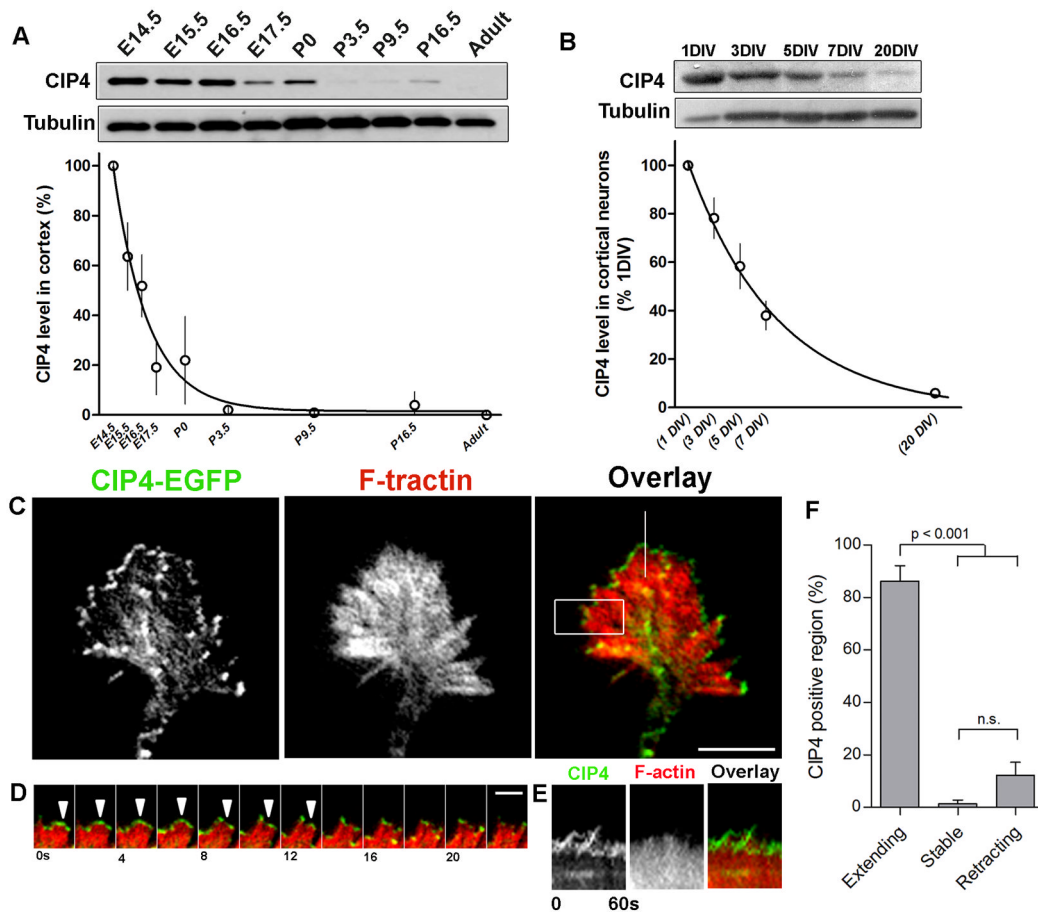 A
E14.5 E15.5 E16.5 E17.5 P0 P3.5 P9.5 P16.5 Adult
CIP4
Tubulin
CIP4 level in cortex (%)
100
80
60
40
20
0
E14.5 E15.5 E16.5 E17.5 P0 P3.5 P9.5 P16.5 Adult
B
1DIV 3DIV 5DIV 7DIV 20DIV
CIP4
Tubulin
CIP4 level in cortical neurons
(% 1DIV)
100
80
60
40
20
0
(1 DIV) (3 DIV) (5 DIV) (7 DIV) (20 DIV)
CIP4-EGFP F-tractin Overlay
C
D
0s 4 8 12 16 20
E
CIP4 F-actin Overlay
0 60s
F
p < 0.001
n.s.
CIP4 positive region (%)
100
80
60
40
20
0
Extending Stable Retracting